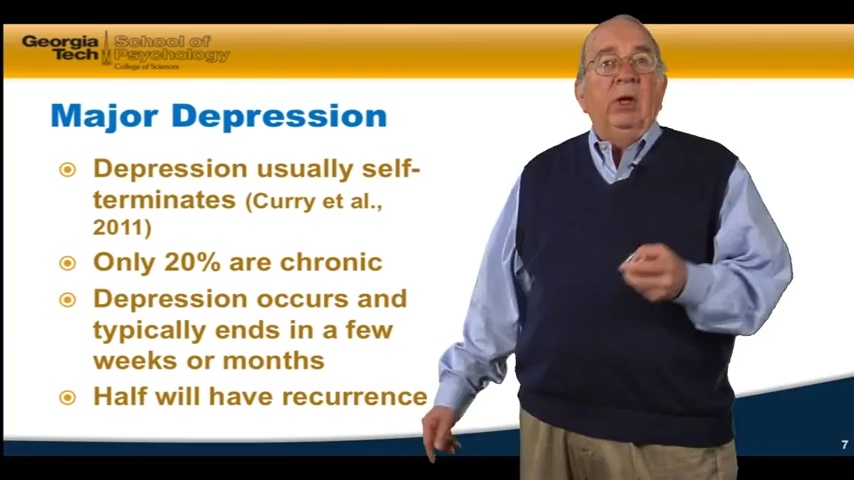 Georgia
Tech
School of
Psychology
College of Sciences
Major Depression
Depression usually self-
terminates (Curry et al.,
2011)
Only 20% are chronic
Depression occurs and
typically ends in a few
weeks or months
Half will have recurrence
7